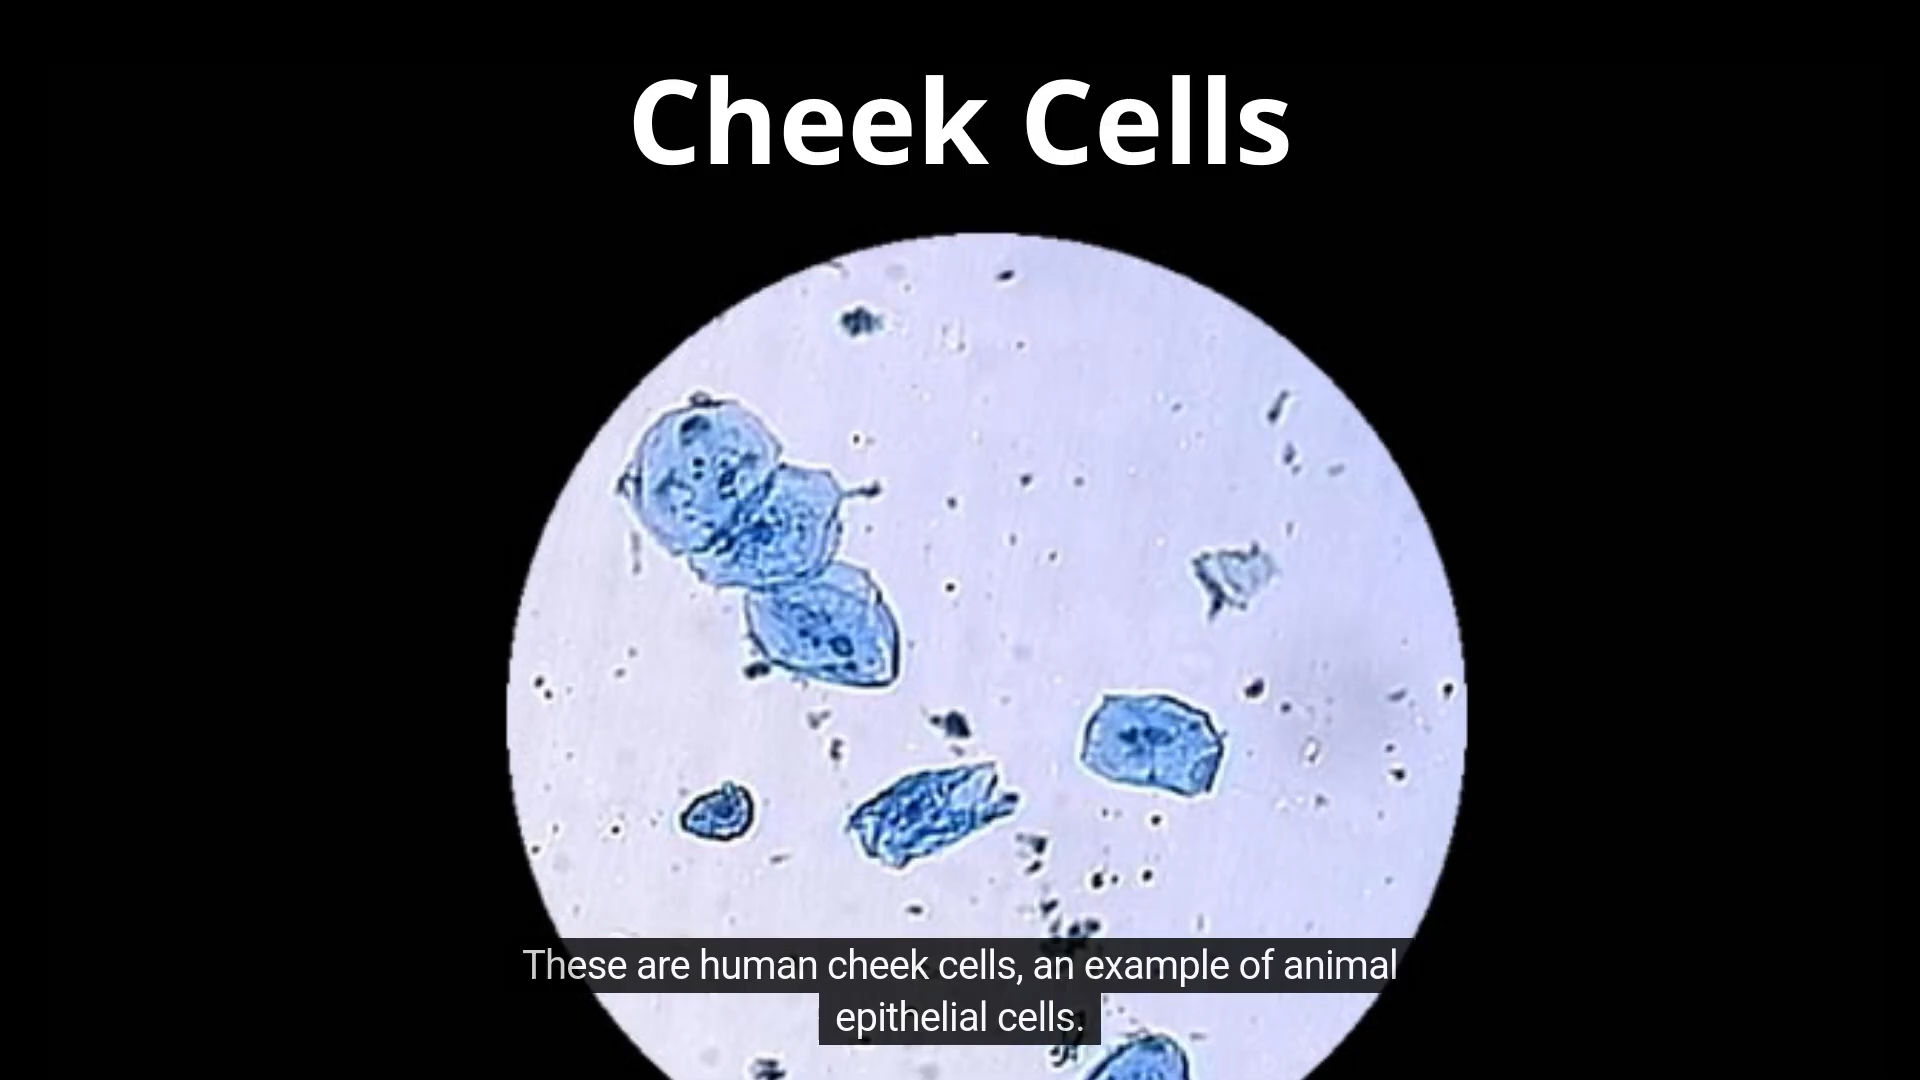 Cheek Cells
These are human cheek cells, an example of animal
epithelial cells.